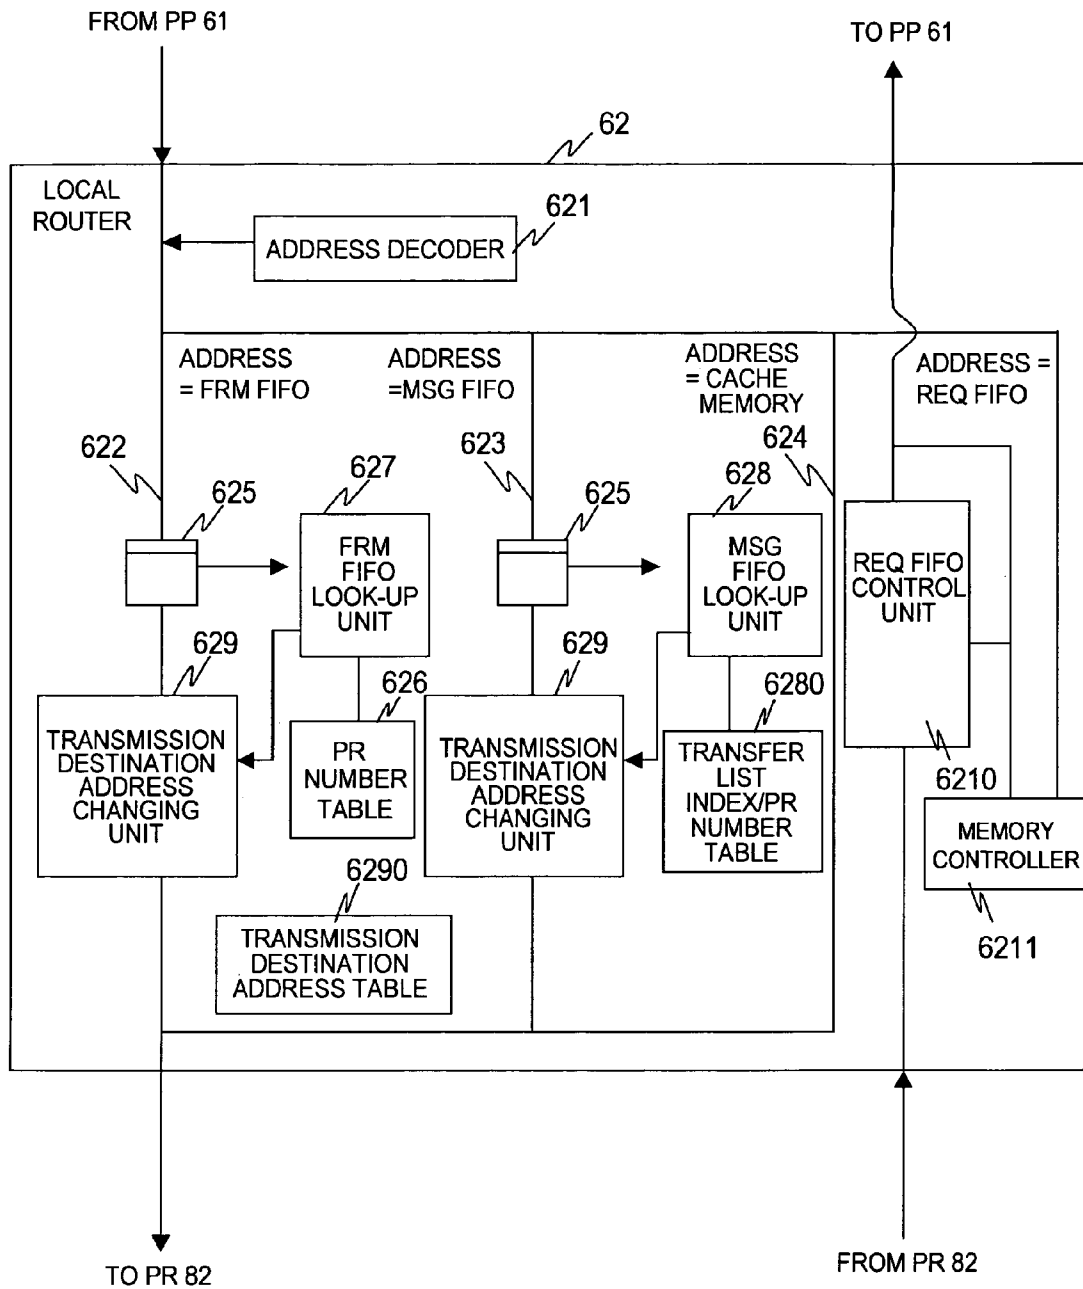 FROM PP 61
TO PP 61
62
LOCAL
ROUTER
621
ADDRESS DECODER
ADDRESS
= FRM FIFO
ADDRESS
=MSG FIFO
ADDRESS
= CACHE
MEMORY
ADDRESS =
REQ FIFO
622
625
627
623
625
628
624
FRM
FIFO
LOOK-UP
UNIT
MSG
FIFO
LOOK-UP
UNIT
REQ FIFO
CONTROL
UNIT
629
626
629
6280
TRANSMISSION
DESTINATION
ADDRESS
CHANGING
UNIT
PR
NUMBER
TABLE
TRANSMISSION
DESTINATION
ADDRESS
CHANGING
UNIT
TRANSFER
LIST
INDEX/PR
NUMBER
TABLE
6210
MEMORY
CONTROLLER
6290
TRANSMISSION
DESTINATION
ADDRESS TABLE
6211
TO PR 82
FROM PR 82